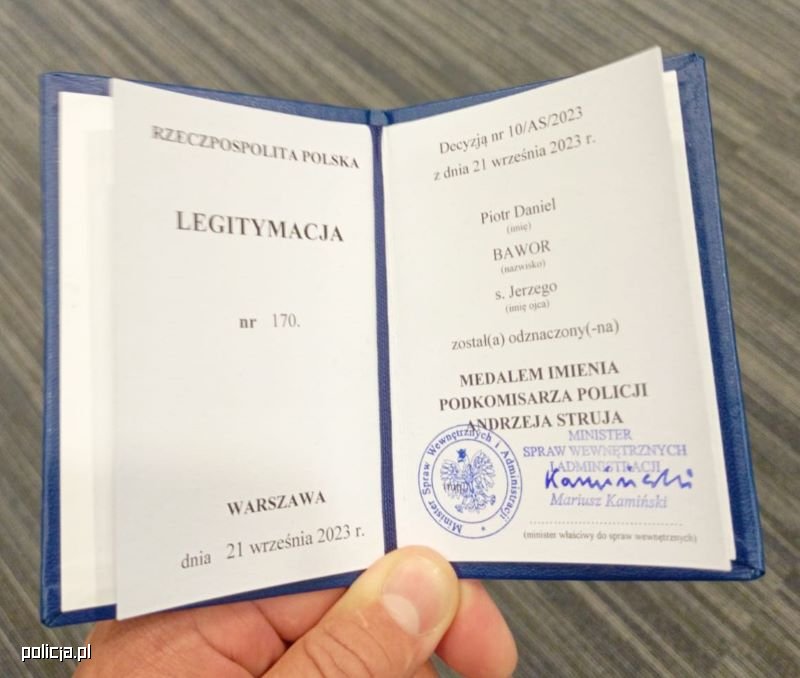 RZECZPOSPOLITA POLSKA
LEGITYMACJA
nr 170.
WARSZAWA
dnia 21 września 2023 r.
Decyzją nr 10/AS/2023
z dnia 21 września 2023 r.
Piotr Daniel
(imię)
BAWOR
(nazwisko)
s. Jerzego
(imię ojca)
został(a) odznaczony(-na)
MEDALEM IMIENIA
PODKOMISARZA POLICJI
ANDRZEJA STRUJA
Minister Spraw Wewnętrznych i Administracji
MINISTER
SPRAW WEWNĘTRZNYCH
I ADMINISTRACJI
Kamiński
Mariusz Kamiński
(minister właściwy do spraw wewnętrznych)
policja.pl